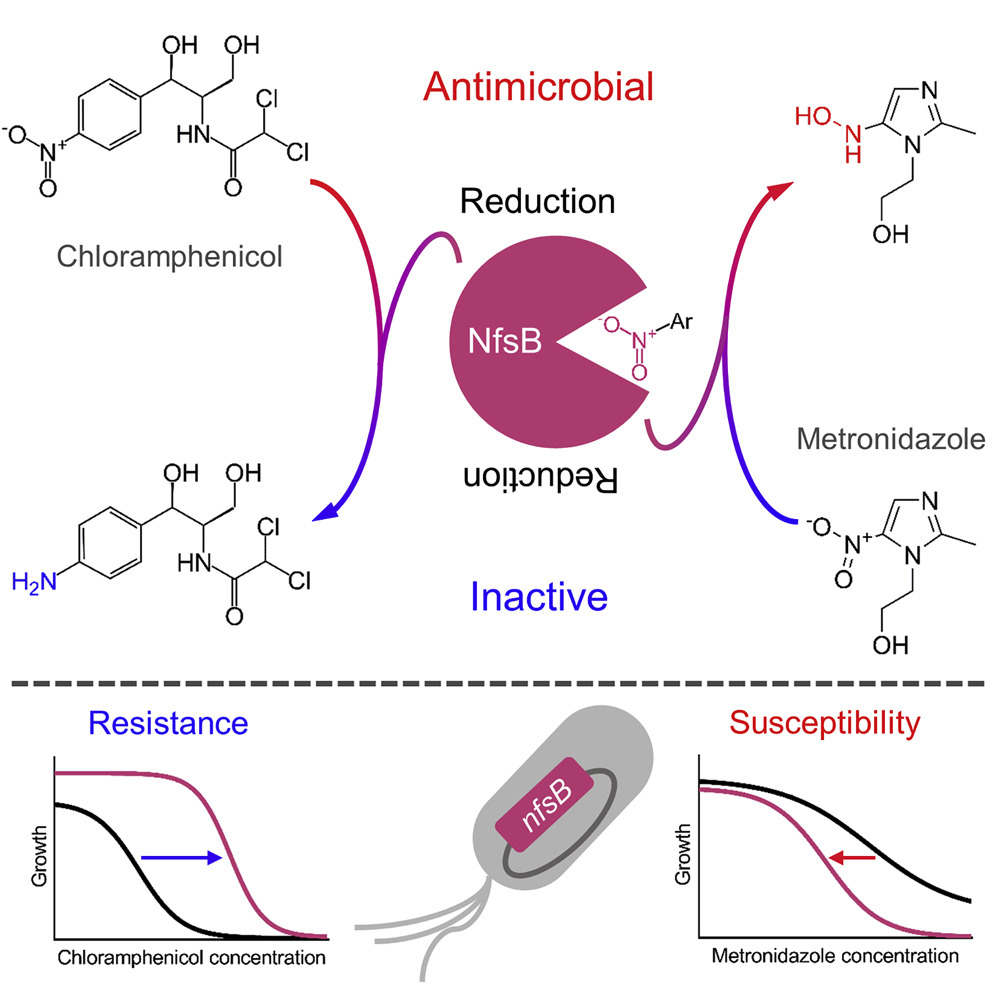 OH OH
Cl
⁻O N⁺ HN Cl
O O
Chloramphenicol
Antimicrobial
N
HO
N
H
N
OH
Reduction
NfsB
⁻O N⁺ Ar
O
Reduction
Metronidazole
OH OH
Cl
H₂N HN Cl
O
Inactive
N
⁻O N⁺ N
O
OH
Resistance
Growth
Chloramphenicol concentration
nfsB
Susceptibility
Growth
Metronidazole concentration